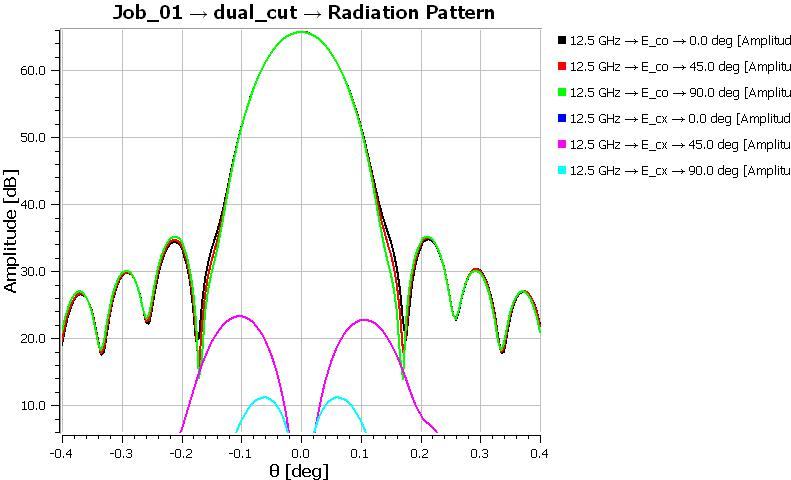 Job_01 → dual_cut → Radiation Pattern
12.5 GHz → E_co → 0.0 deg [Amplitud
12.5 GHz → E_co → 45.0 deg [Amplitu
12.5 GHz → E_co → 90.0 deg [Amplitu
12.5 GHz → E_cx → 0.0 deg [Amplitud
12.5 GHz → E_cx → 45.0 deg [Amplitu
12.5 GHz → E_cx → 90.0 deg [Amplitu
Amplitude [dB]
60.0
50.0
40.0
30.0
20.0
10.0
-0.4 -0.3 -0.2 -0.1 0.0 0.1 0.2 0.3 0.4
θ [deg]